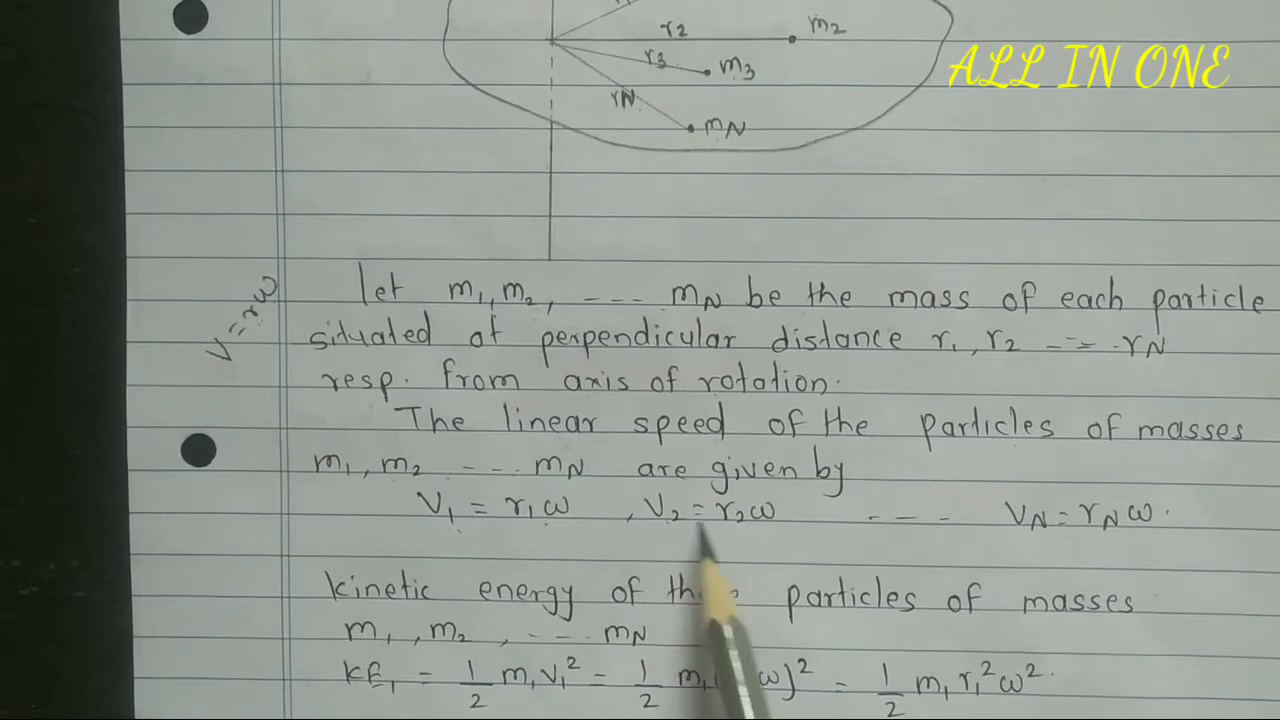 r2 m2
ALL IN ONE
r3 m3
rN
mN
V=rω
let m1, m2, --- mN be the mass of each particle
situated at perpendicular distance r1, r2 --- rN
resp. from axis of rotation.
The linear speed of the particles of masses
m1, m2 --- mN are given by
V1 = r1ω , V2 = r2ω --- VN = rNω.
kinetic energy of particles of masses
m1, m2, --- mN
KE1 = 1/2 m1v1² = 1/2 m1( ω)² = 1/2 m1r1²ω².